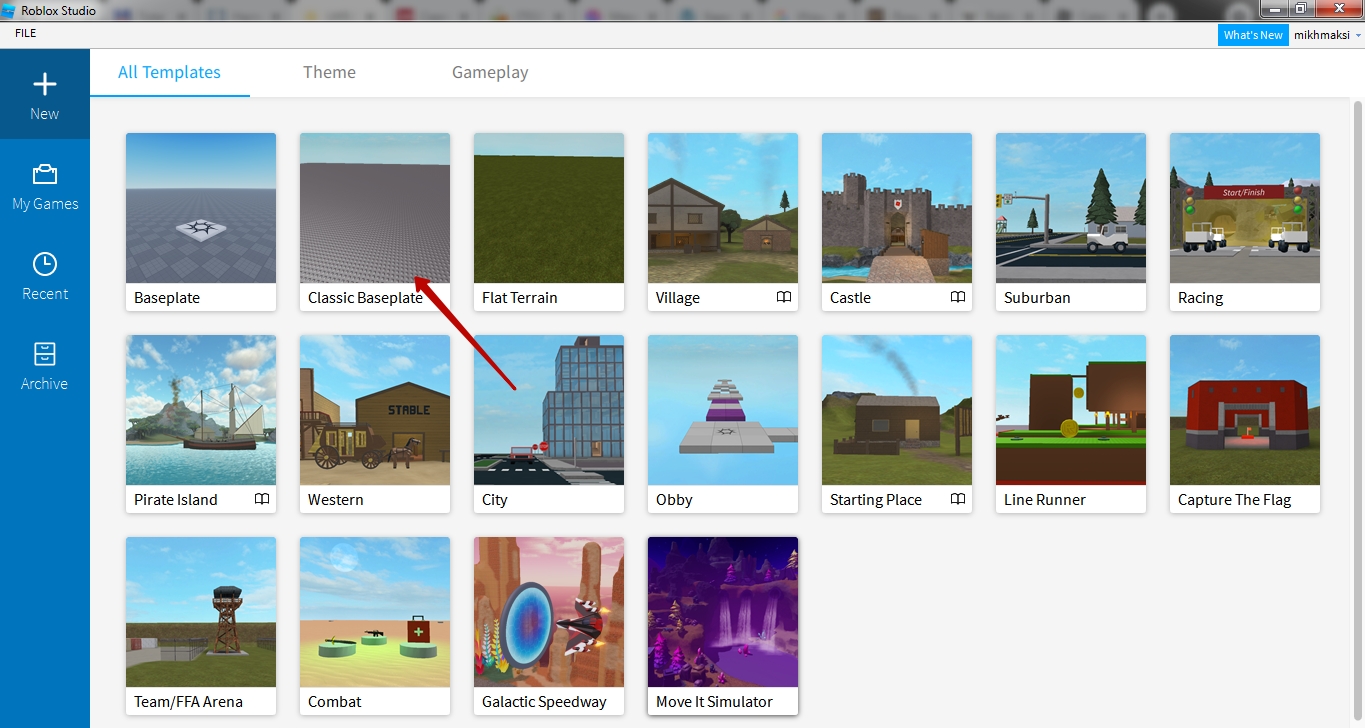 Roblox Studio
FILE
What's New
mikhmaksi
New
My Games
Recent
Archive
All Templates
Theme
Gameplay
Baseplate
Classic Baseplate
Flat Terrain
Village
Castle
Suburban
Start/Finish
Racing
Pirate Island
STABLE
Western
City
Obby
Starting Place
Line Runner
Capture The Flag
Team/FFA Arena
Combat
Galactic Speedway
Move It Simulator